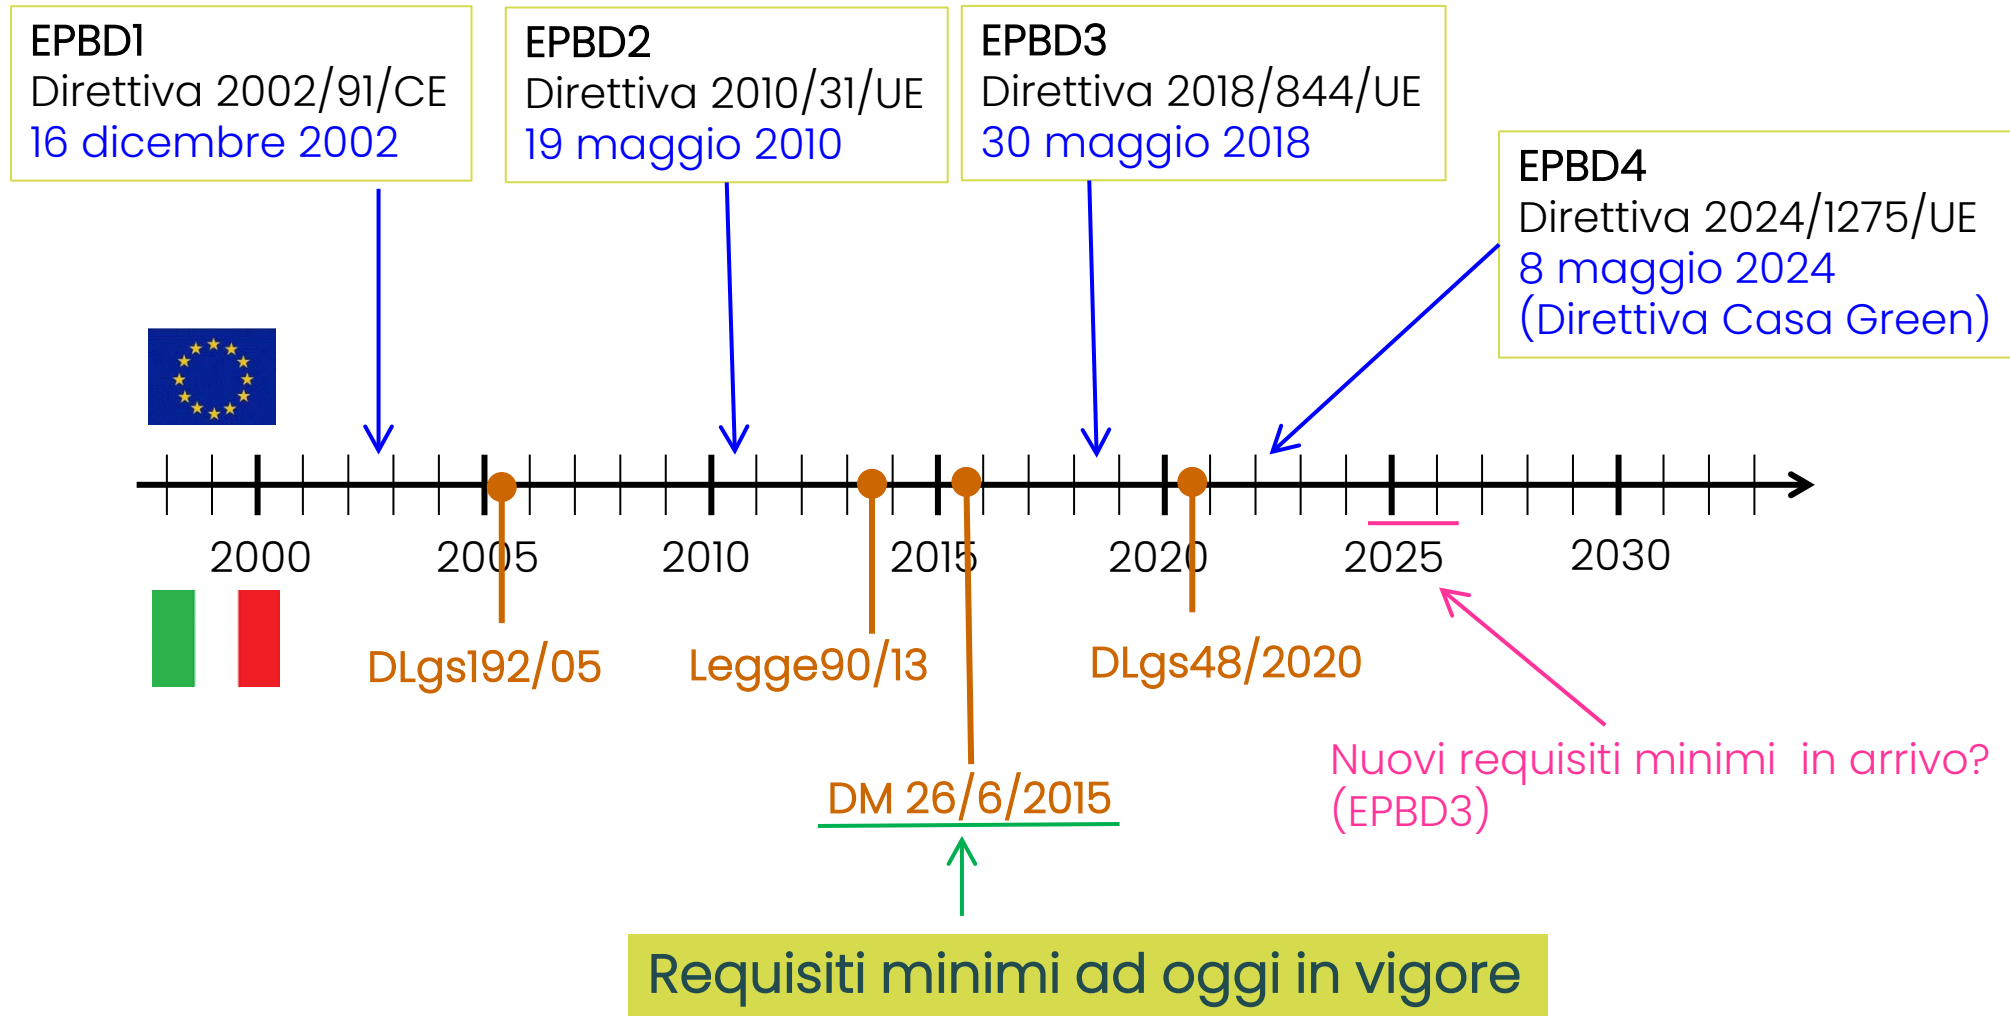 EPBD1
Direttiva 2002/91/CE
16 dicembre 2002
EPBD2
Direttiva 2010/31/UE
19 maggio 2010
EPBD3
Direttiva 2018/844/UE
30 maggio 2018
EPBD4
Direttiva 2024/1275/UE
8 maggio 2024
(Direttiva Casa Green)
2000
2005
2010
2015
2020
2025
2030
DLgs192/05
Legge90/13
DLgs48/2020
DM 26/6/2015
Nuovi requisiti minimi  in arrivo?
(EPBD3)
Requisiti minimi ad oggi in vigore